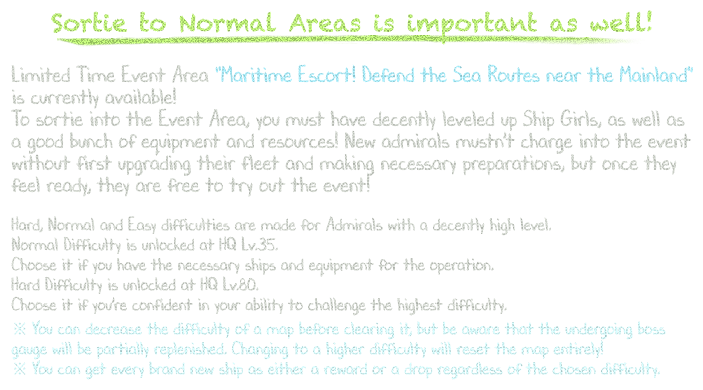 Sortie to Normal Areas is important as well!
Limited Time Event Area "Maritime Escort! Defend the Sea Routes near the Mainland"
is currently available!
To sortie into the Event Area, you must have decently leveled up Ship Girls, as well as
a good bunch of equipment and resources! New admirals mustn't charge into the event
without first upgrading their fleet and making necessary preparations, but once they
feel ready, they are free to try out the event!
Hard, Normal and Easy difficulties are made for Admirals with a decently high level.
Normal Difficulty is unlocked at HQ Lv.35.
Choose it if you have the necessary ships and equipment for the operation.
Hard Difficulty is unlocked at HQ Lv.80.
Choose it if you're confident in your ability to challenge the highest difficulty.
※ You can decrease the difficulty of a map before clearing it, but be aware that the undergoing boss
gauge will be partially replenished. Changing to a higher difficulty will reset the map entirely!
※ You can get every brand new ship as either a reward or a drop regardless of the chosen difficulty.